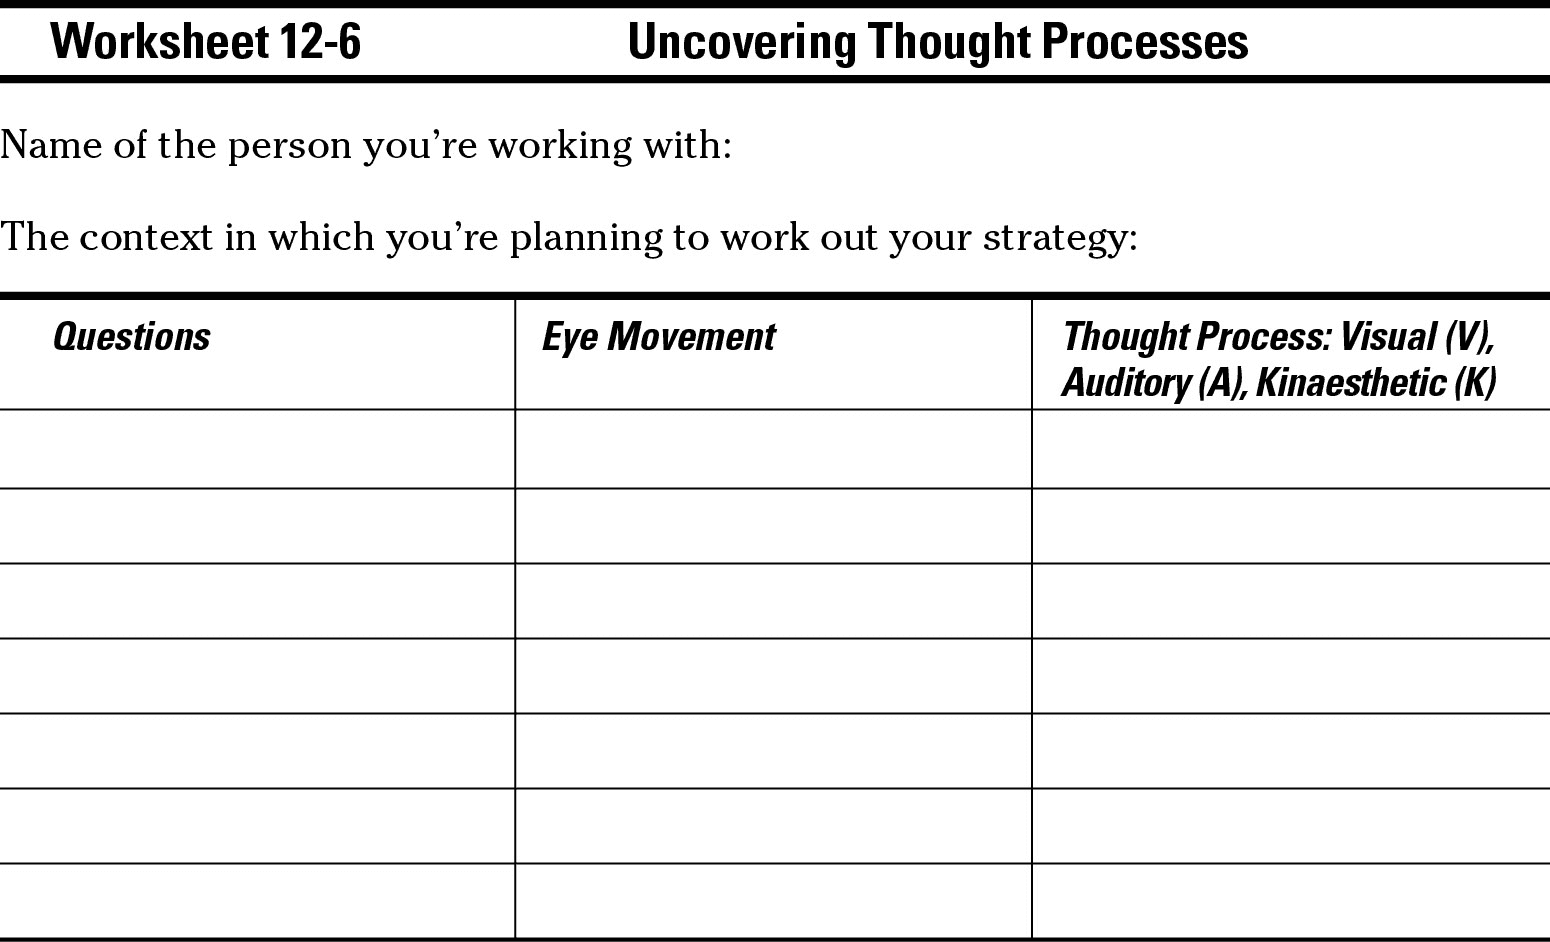 Worksheet 12-6 Uncovering Thought Processes
Name of the person you’re working with:
The context in which you’re planning to work out your strategy:
Questions Eye Movement Thought Process: Visual (V),
Auditory (A), Kinaesthetic (K)